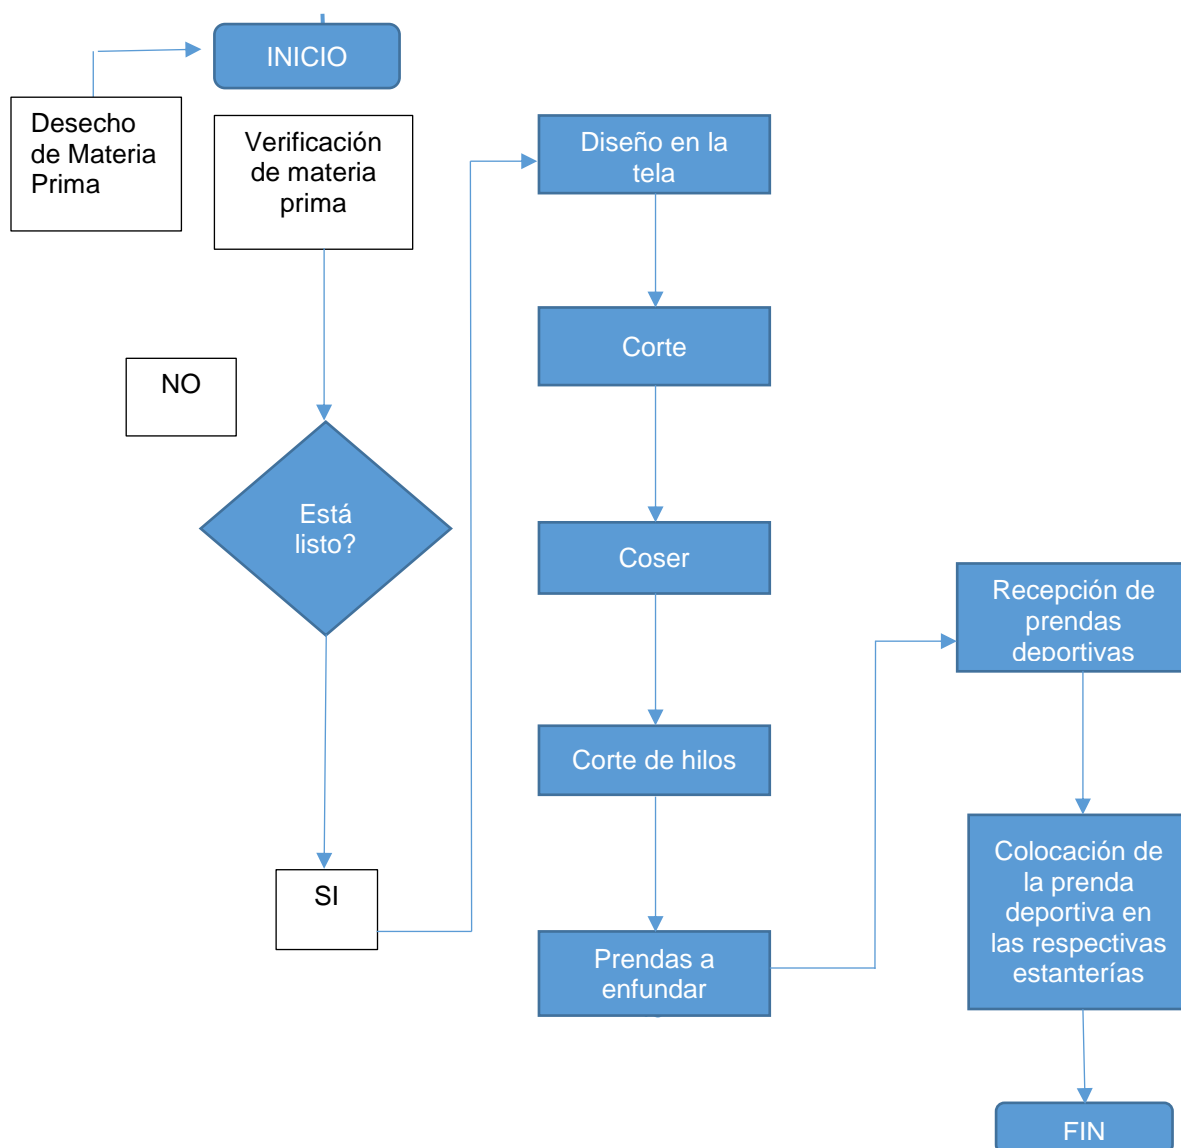 INICIO
Desecho
de Materia
Prima
Verificación
de materia
prima
NO
Está
listo?
SI
Diseño en la
tela
Corte
Coser
Corte de hilos
Prendas a
enfundar
Recepción de
prendas
deportivas
Colocación de
la prenda
deportiva en
las respectivas
estanterías
FIN